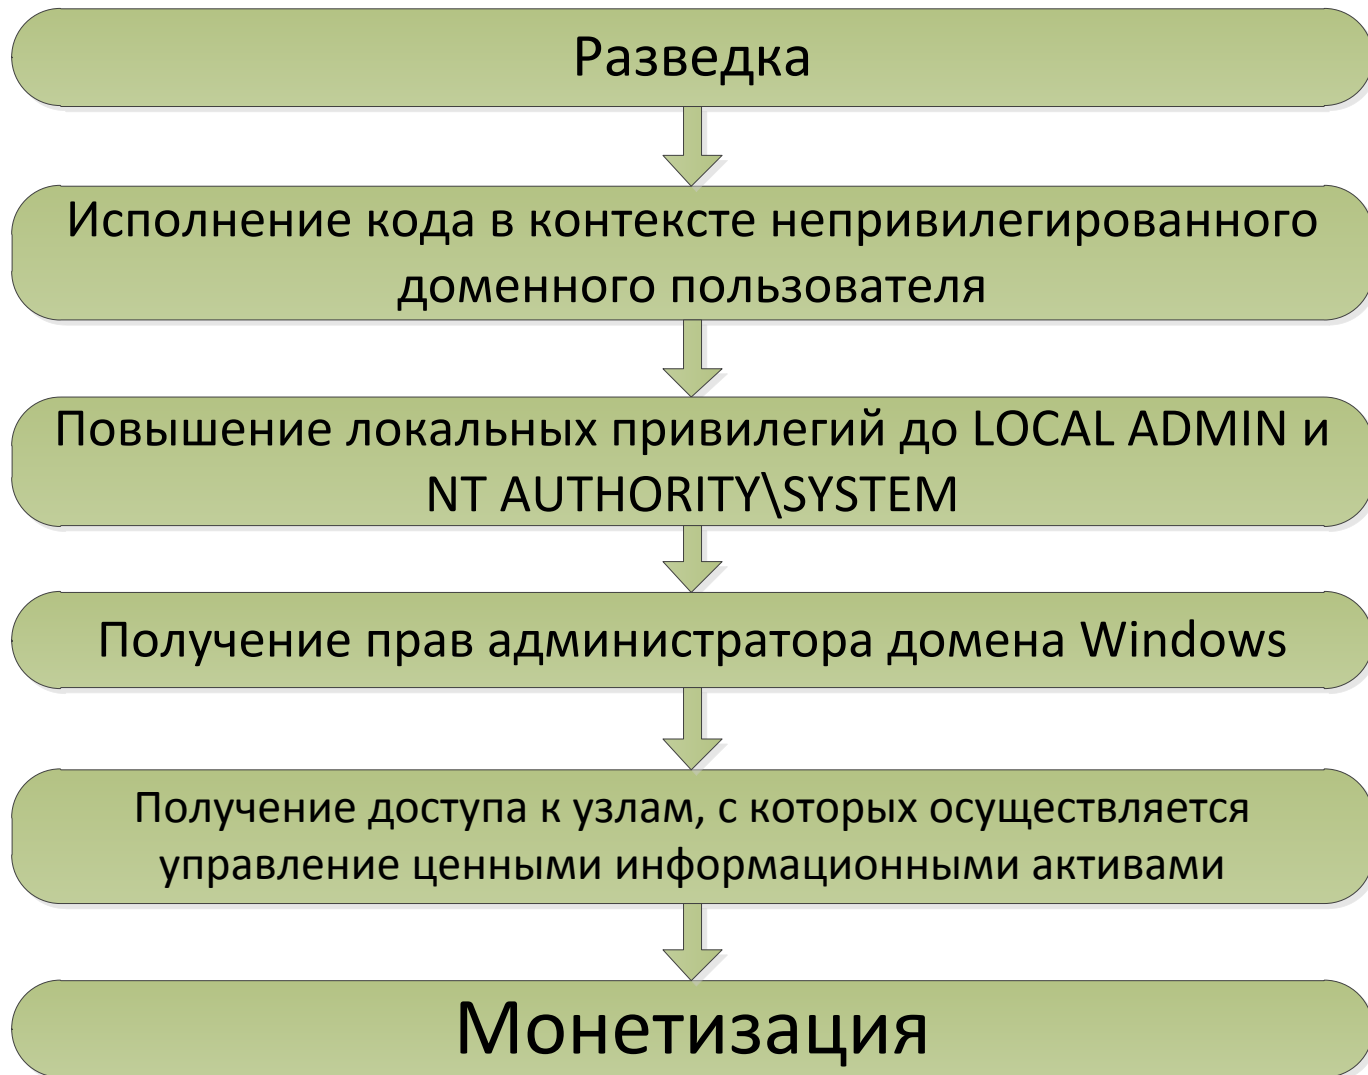 Разведка
Исполнение кода в контексте непривилегированного
доменного пользователя
Повышение локальных привилегий до LOCAL ADMIN и
NT AUTHORITY\SYSTEM
Получение прав администратора домена Windows
Получение доступа к узлам, с которых осуществляется
управление ценными информационными активами
Монетизация